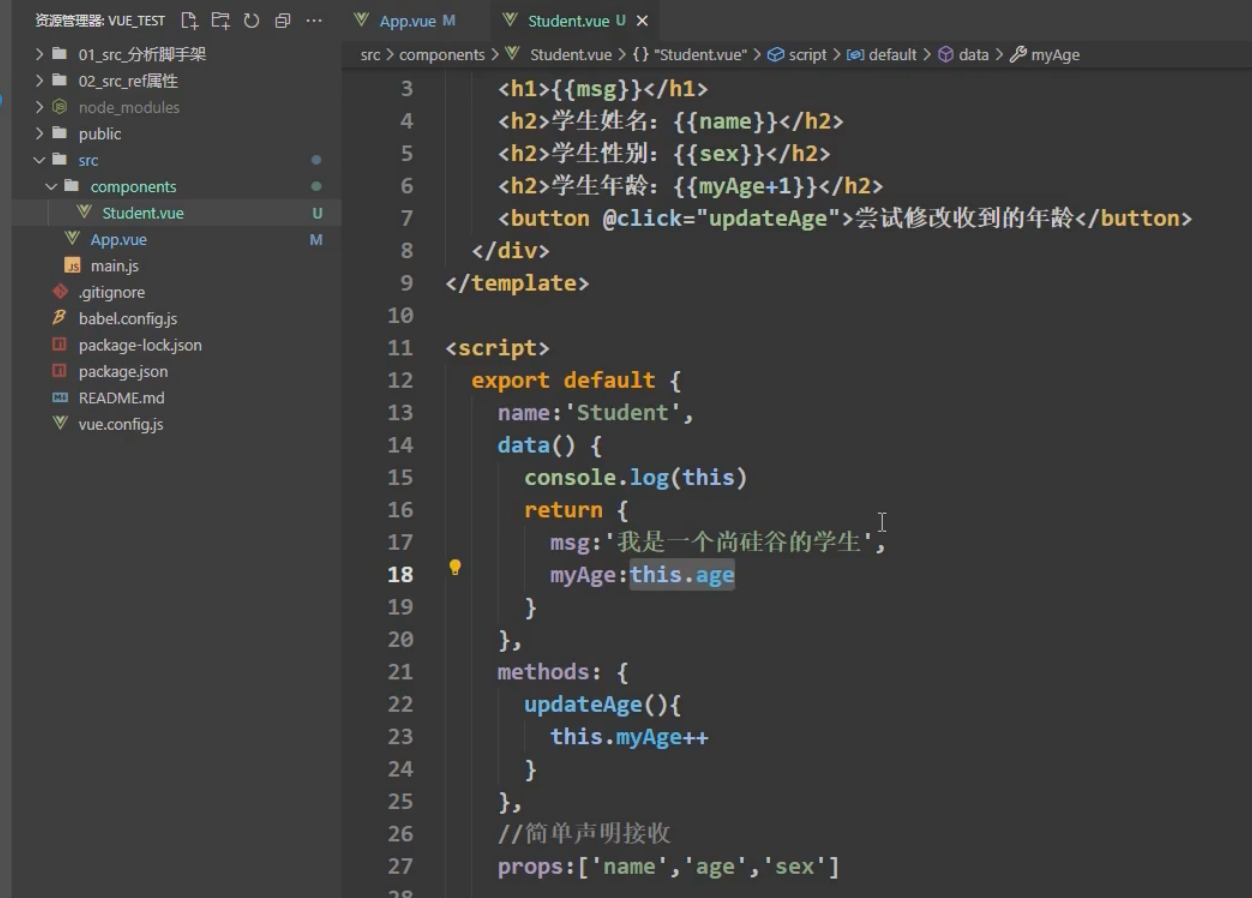 资源管理器: VUE_TEST
01_src_分析脚手架
02_src_ref属性
node_modules
public
src
components
Student.vue U
App.vue M
main.js
.gitignore
babel.config.js
package-lock.json
package.json
README.md
vue.config.js
App.vue M
Student.vue U
src > components > Student.vue > {} "Student.vue" > script > default > data > myAge
3 <h1>{{msg}}</h1>
4 <h2>学生姓名：{{name}}</h2>
5 <h2>学生性别：{{sex}}</h2>
6 <h2>学生年龄：{{myAge+1}}</h2>
7 <button @click="updateAge">尝试修改收到的年龄</button>
8 </div>
9 </template>
10
11 <script>
12 export default {
13 name:'Student',
14 data() {
15 console.log(this)
16 return {
17 msg:'我是一个尚硅谷的学生',
18 myAge:this.age
19 }
20 },
21 methods: {
22 updateAge(){
23 this.myAge++
24 }
25 },
26 //简单声明接收
27 props:['name','age','sex']
28